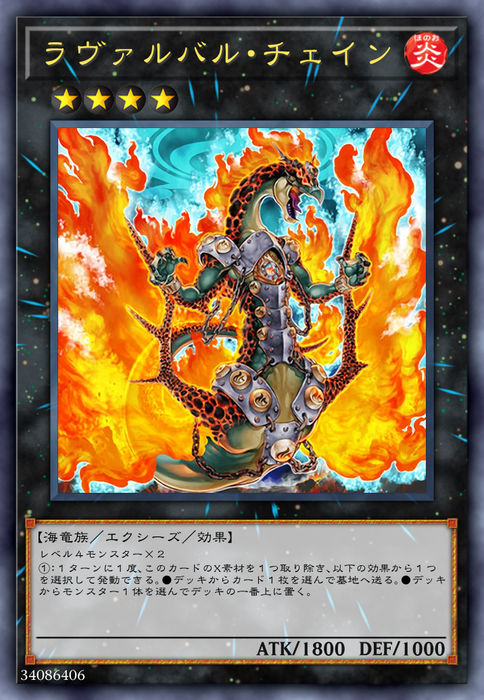 ラヴァルバル・チェイン
ほのお
炎
【海竜族／エクシーズ／効果】
レベル４モンスター×２
①：１ターンに１度、このカードのX素材を１つ取り除き、以下の効果から１つ
を選択して発動できる。●デッキからカード１枚を選んで墓地へ送る。●デッキ
からモンスター１体を選んでデッキの一番上に置く。
ATK/1800 DEF/1000
34086406